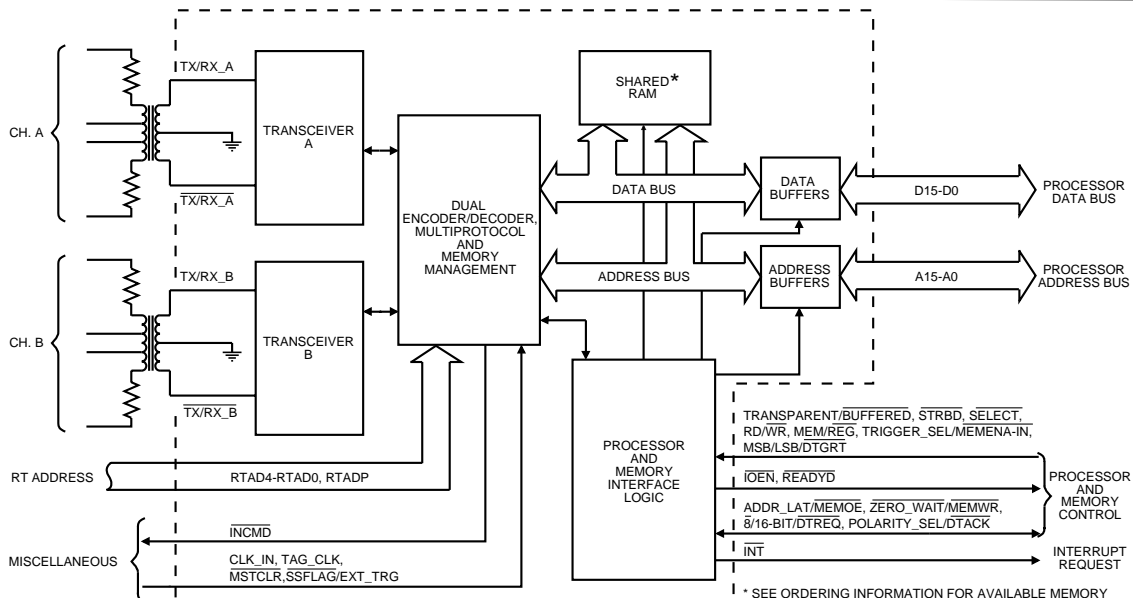 SHARED*
RAM
TX/RX_A
CH. A
TRANSCEIVER
A
TX/RX_A
DATA BUS
DATA
BUFFERS
D15-D0
PROCESSOR
DATA BUS
DUAL
ENCODER/DECODER,
MULTIPROTOCOL
AND
MEMORY
MANAGEMENT
TX/RX_B
CH. B
TRANSCEIVER
B
TX/RX_B
ADDRESS BUS
ADDRESS
BUFFERS
A15-A0
PROCESSOR
ADDRESS BUS
PROCESSOR
AND
MEMORY
INTERFACE
LOGIC
TRANSPARENT/BUFFERED, STRBD, SELECT,
RD/WR, MEM/REG, TRIGGER_SEL/MEMENA-IN,
MSB/LSB/DTGRT
IOEN, READYD
ADDR_LAT/MEMOE, ZERO_WAIT/MEMWR,
8/16-BIT/DTREQ, POLARITY_SEL/DTACK
PROCESSOR
AND
MEMORY
CONTROL
INT
INTERRUPT
REQUEST
RT ADDRESS
RTAD4-RTAD0, RTADP
MISCELLANEOUS
INCMD
CLK_IN, TAG_CLK,
MSTCLR,SSFLAG/EXT_TRG
* SEE ORDERING INFORMATION FOR AVAILABLE MEMORY